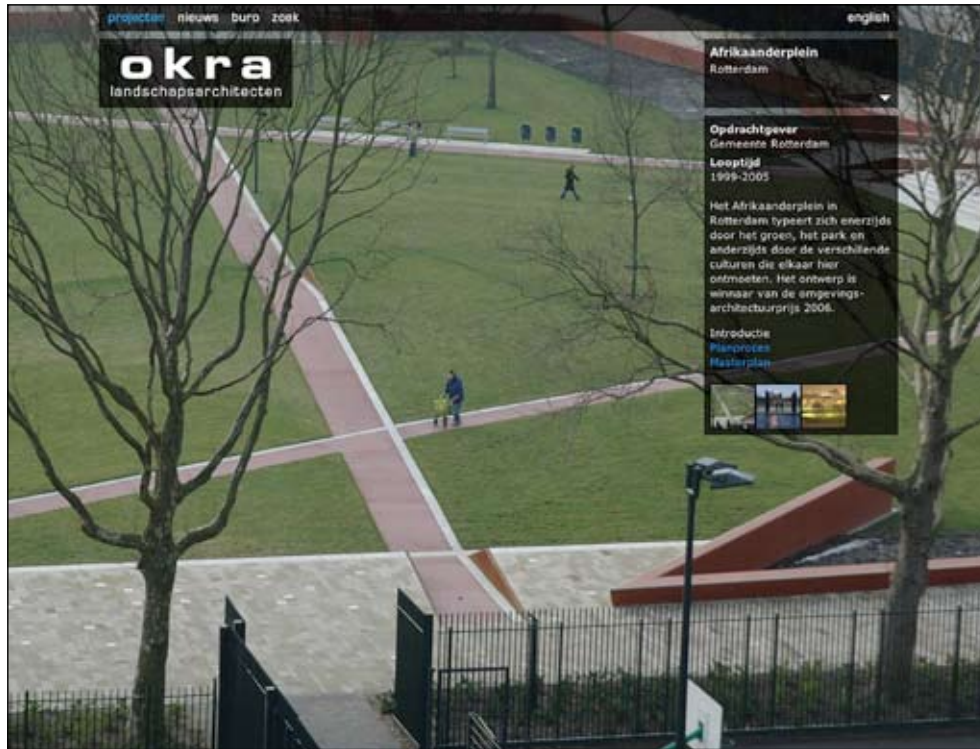 projecten nieuws buro zoek english
okra
landschapsarchitecten
Afrikaanderplein
Rotterdam
Opdrachtgever
Gemeente Rotterdam
Looptijd
1999-2005
Het Afrikaanderplein in
Rotterdam typeert zich enerzijds
door het groen, het park en
anderzijds door de verschillende
culturen die elkaar hier
ontmoeten. Het ontwerp is
winnaar van de omgevings-
architectuurprijs 2006.
Introductie
Planproces
Masterplan